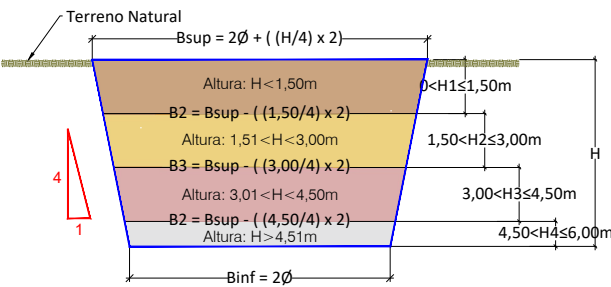 Terreno Natural
Bsup = 2Ø + ( (H/4) x 2)
Altura: H<1,50m
0<H1≤1,50m
B2 = Bsup - ( (1,50/4) x 2)
Altura: 1,51<H<3,00m
1,50<H2≤3,00m
H
B3 = Bsup - ( (3,00/4) x 2)
4
Altura: 3,01<H<4,50m
3,00<H3≤4,50m
1
B2 = Bsup - ( (4,50/4) x 2)
Altura: H>4,51m
4,50<H4≤6,00m
Binf = 2Ø